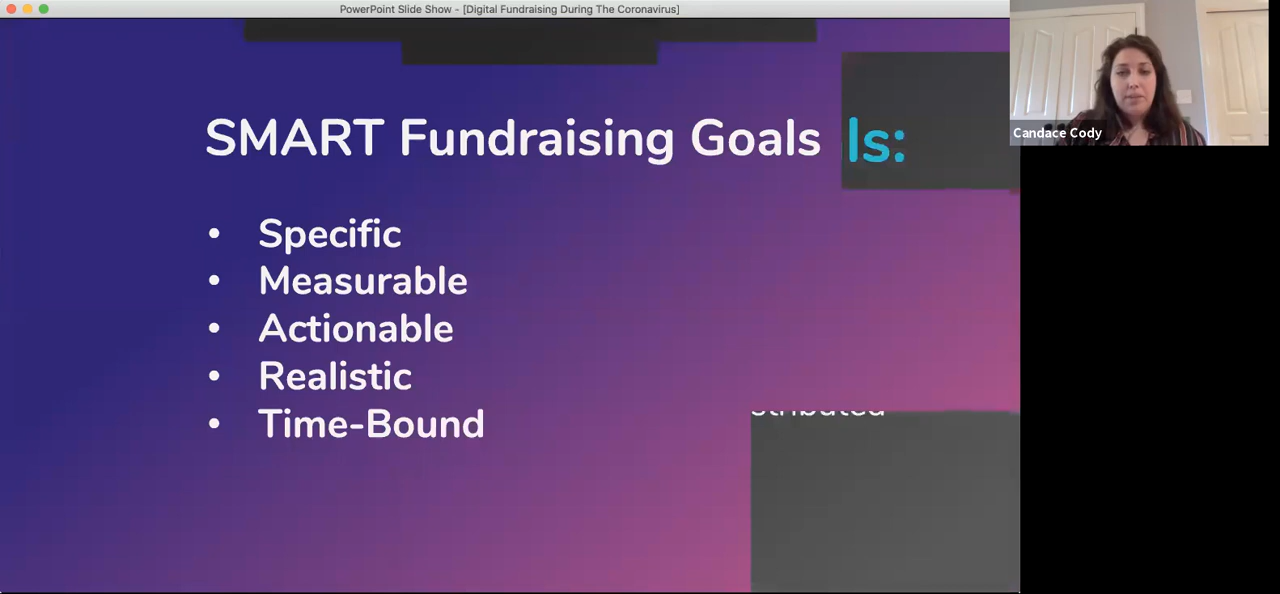 PowerPoint Slide Show - [Digital Fundraising During The Coronavirus]
SMART Fundraising Goals ls:
Candace Cody
• Specific
• Measurable
• Actionable
• Realistic
• Time-Bound
stributed